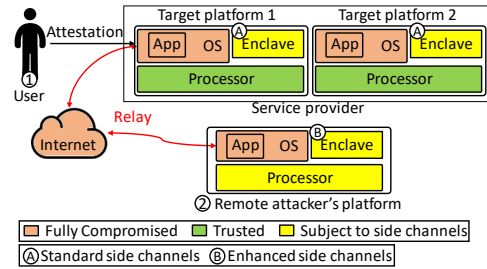 Target platform 1 Target platform 2
Attestation
App OS A Enclave App OS A Enclave
Processor Processor
1
User
Service provider
Relay
Internet
App OS B Enclave
Processor
2 Remote attacker's platform
Fully Compromised Trusted Subject to side channels
A Standard side channels B Enhanced side channels